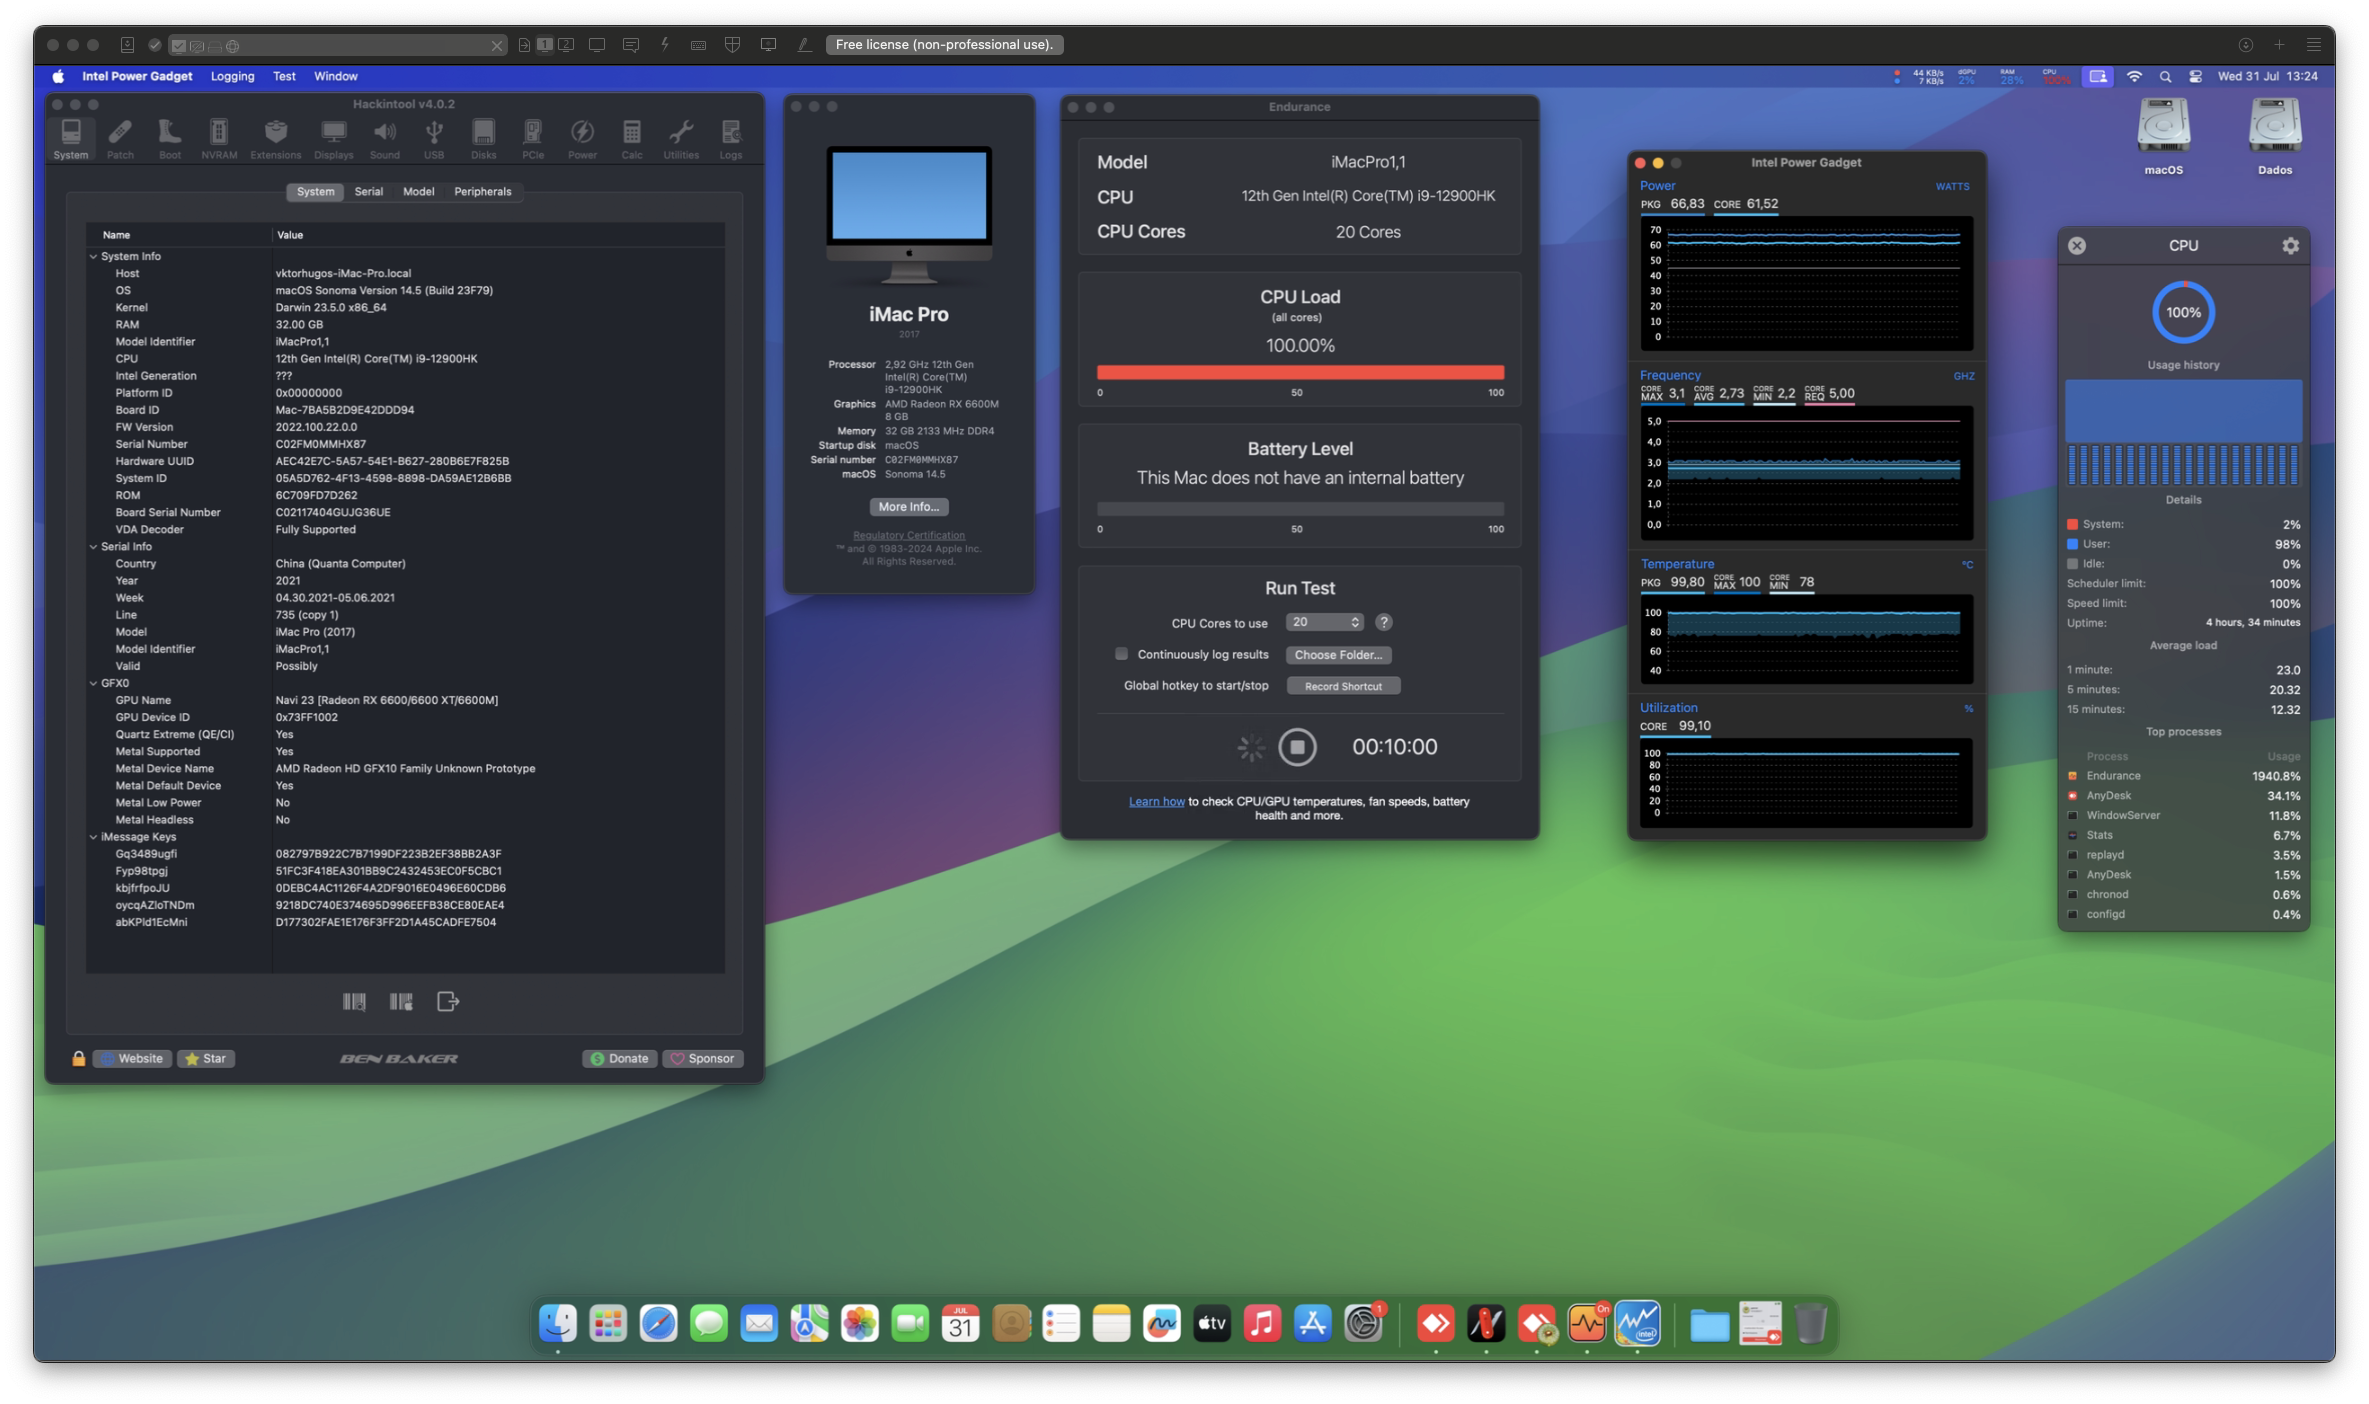 Free license (non-professional use).
1 2
Intel Power Gadget Logging Test Window
44 KB/s
7 KB/s
dGPU
2%
RAM
28%
CPU
100%
Wed 31 Jul 13:24
Hackintool v4.0.2
System Patch Boot NVRAM Extensions Displays Sound USB Disks PCIe Power Calc Utilities Logs
System Serial Model Peripherals
Name Value
System Info
Host vktorhugos-iMac-Pro.local
OS macOS Sonoma Version 14.5 (Build 23F79)
Kernel Darwin 23.5.0 x86_64
RAM 32.00 GB
Model Identifier iMacPro1,1
CPU 12th Gen Intel(R) Core(TM) i9-12900HK
Intel Generation ???
Platform ID 0x00000000
Board ID Mac-7BA5B2D9E42DDD94
FW Version 2022.100.22.0.0
Serial Number C02FM0MMHX87
Hardware UUID AEC42E7C-5A57-54E1-B627-280B6E7F825B
System ID 05A5D762-4F13-4598-8898-DA59AE12B6BB
ROM 6C709FD7D262
Board Serial Number C02117404GUJG36UE
VDA Decoder Fully Supported
Serial Info
Country China (Quanta Computer)
Year 2021
Week 04.30.2021-05.06.2021
Line 735 (copy 1)
Model iMac Pro (2017)
Model Identifier iMacPro1,1
Valid Possibly
GFX0
GPU Name Navi 23 [Radeon RX 6600/6600 XT/6600M]
GPU Device ID 0x73FF1002
Quartz Extreme (QE/CI) Yes
Metal Supported Yes
Metal Device Name AMD Radeon HD GFX10 Family Unknown Prototype
Metal Default Device Yes
Metal Low Power No
Metal Headless No
iMessage Keys
Gq3489ugfi 082797B922C7B7199DF223B2EF38BB2A3F
Fyp98tpgj 51FC3F418EA301BB9C2432453EC0F5CBC1
kbjfrfpoJU 0DEBC4AC1126F4A2DF9016E0496E60CDB6
oycqAZloTNDm 9218DC740E374695D996EEFB38CE80EAE4
abKPld1EcMni D177302FAE1E176F3FF2D1A45CADFE7504
Website Star BEN BAKER Donate Sponsor
iMac Pro
2017
Processor 2,92 GHz 12th Gen
Intel(R) Core(TM)
i9-12900HK
Graphics AMD Radeon RX 6600M
8 GB
Memory 32 GB 2133 MHz DDR4
Startup disk macOS
Serial number C02FM0MMHX87
macOS Sonoma 14.5
More Info...
Regulatory Certification
™ and © 1983-2024 Apple Inc.
All Rights Reserved.
Endurance
Model iMacPro1,1
CPU 12th Gen Intel(R) Core(TM) i9-12900HK
CPU Cores 20 Cores
CPU Load
(all cores)
100.00%
0 50 100
Battery Level
This Mac does not have an internal battery
0 50 100
Run Test
CPU Cores to use 20 ?
Continuously log results Choose Folder...
Global hotkey to start/stop Record Shortcut
00:10:00
Learn how to check CPU/GPU temperatures, fan speeds, battery
health and more.
Intel Power Gadget
Power WATTS
PKG 66,83 CORE 61,52
70
60
50
40
30
20
10
0
Frequency GHZ
CORE MAX 3,1 CORE AVG 2,73 CORE MIN 2,2 CORE REQ 5,00
5,0
4,0
3,0
2,0
1,0
0,0
Temperature °C
PKG 99,80 CORE MAX 100 CORE MIN 78
100
80
60
40
Utilization %
CORE 99,10
100
80
60
40
20
0
macOS Dados
CPU
100%
Usage history
Details
System: 2%
User: 98%
Idle: 0%
Scheduler limit: 100%
Speed limit: 100%
Uptime: 4 hours, 34 minutes
Average load
1 minute: 23.0
5 minutes: 20.32
15 minutes: 12.32
Top processes
Process Usage
Endurance 1940.8%
AnyDesk 34.1%
WindowServer 11.8%
Stats 6.7%
replayd 3.5%
AnyDesk 1.5%
chronod 0.6%
configd 0.4%
JUL
31
tv
1
On
intel